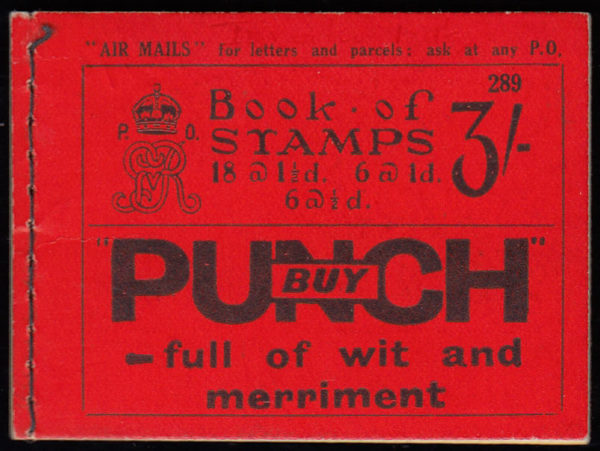 "AIR MAILS" for letters and parcels: ask at any P.O.
289
P. O.
Book · of
STAMPS
3/-
18 @ 1½d. 6 @ 1d.
6 @ ½d.
"PUNCH"
BUY
-full of wit and
merriment